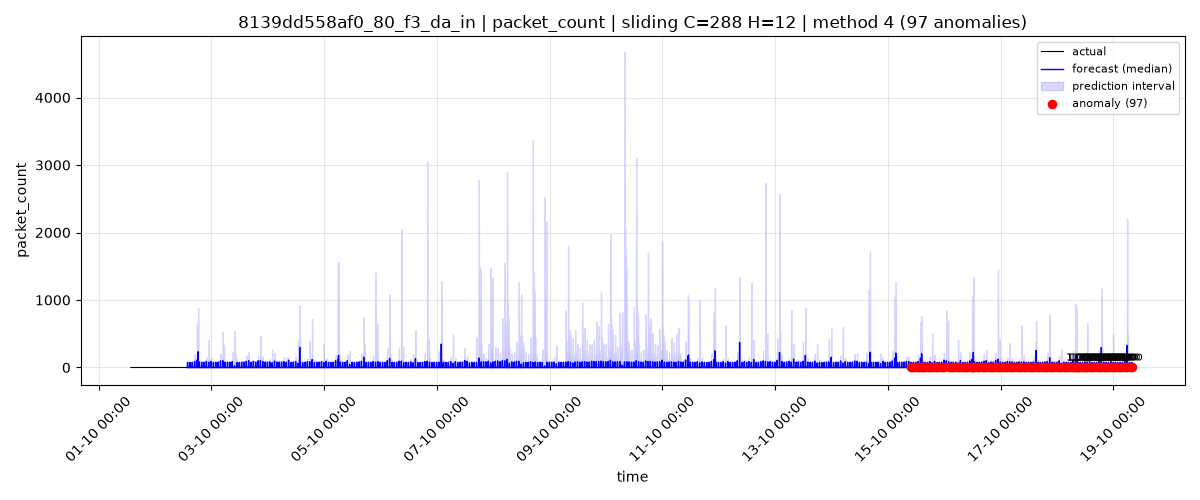 8139dd558af0_80_f3_da_in | packet_count | sliding C=288 H=12 | method 4 (97 anomalies)
actual
forecast (median)
prediction interval
anomaly (97)
packet_count
4000
3000
2000
1000
0
01-10 00:00
03-10 00:00
05-10 00:00
07-10 00:00
09-10 00:00
11-10 00:00
13-10 00:00
15-10 00:00
17-10 00:00
19-10 00:00
time